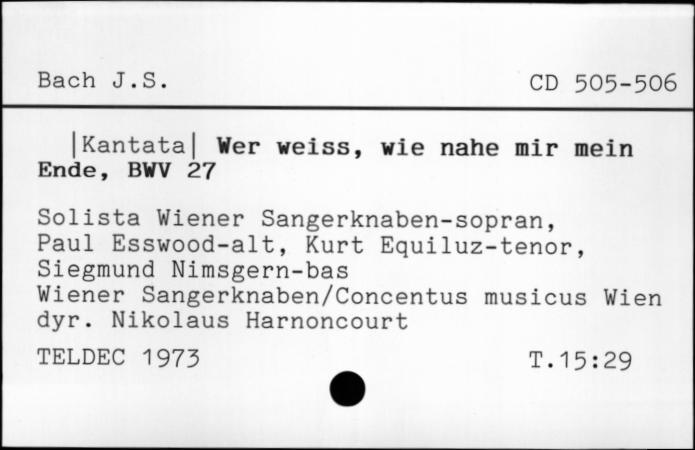 Bach J.S.
CD 505-506
|Kantata| Wer weiss, wie nahe mir mein
Ende, BWV 27
Solista Wiener Sangerknaben-sopran,
Paul Esswood-alt, Kurt Equiluz-tenor,
Siegmund Nimsgern-bas
Wiener Sangerknaben/Concentus musicus Wien
dyr. Nikolaus Harnoncourt
TELDEC 1973
T.15:29